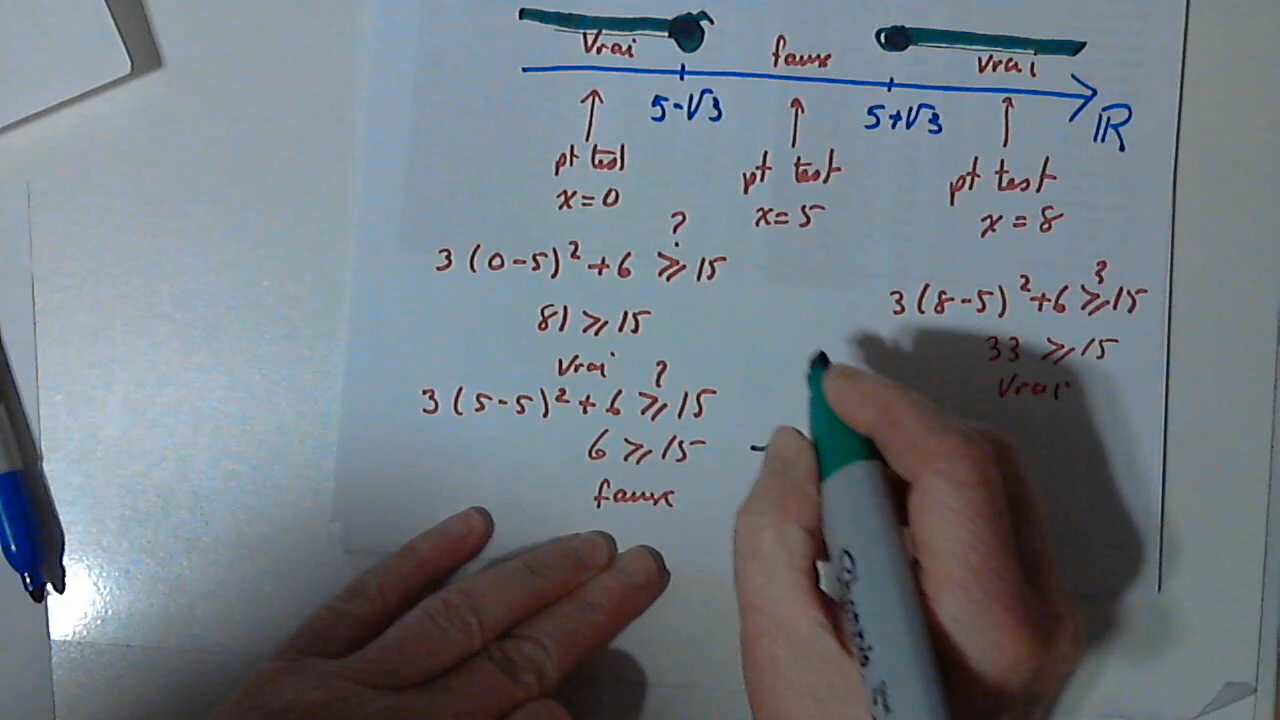 Vrai faux vrai
5-√3 5+√3 ℝ
pt test
x=0
pt test
x=5
pt test
x=8
3(0-5)²+6 ≥? 15
81 ≥ 15
Vrai
3(5-5)²+6 ≥? 15
6 ≥ 15
faux
3(8-5)²+6 ≥? 15
33 ≥ 15
Vrai